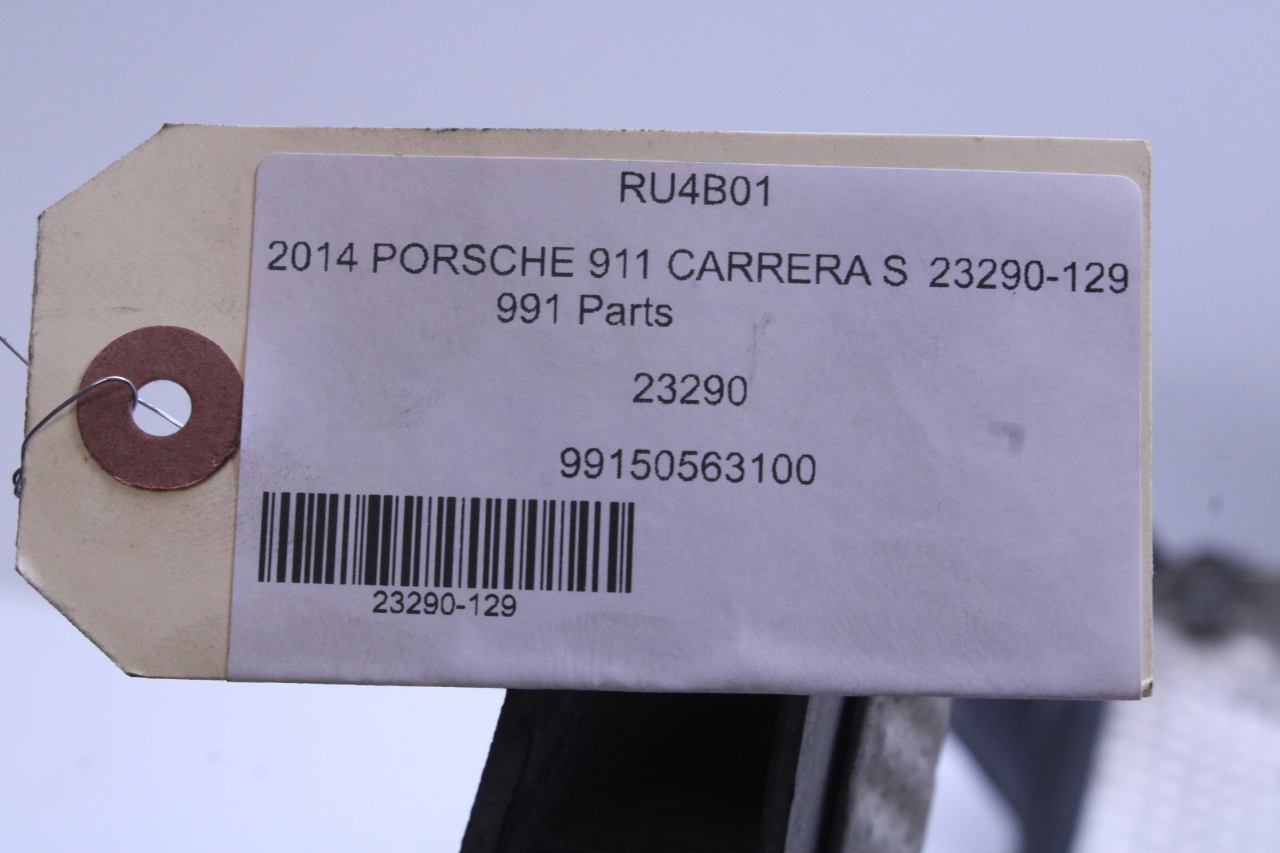 RU4B01
2014 PORSCHE 911 CARRERA S 23290-129
991 Parts
23290
99150563100
23290-129